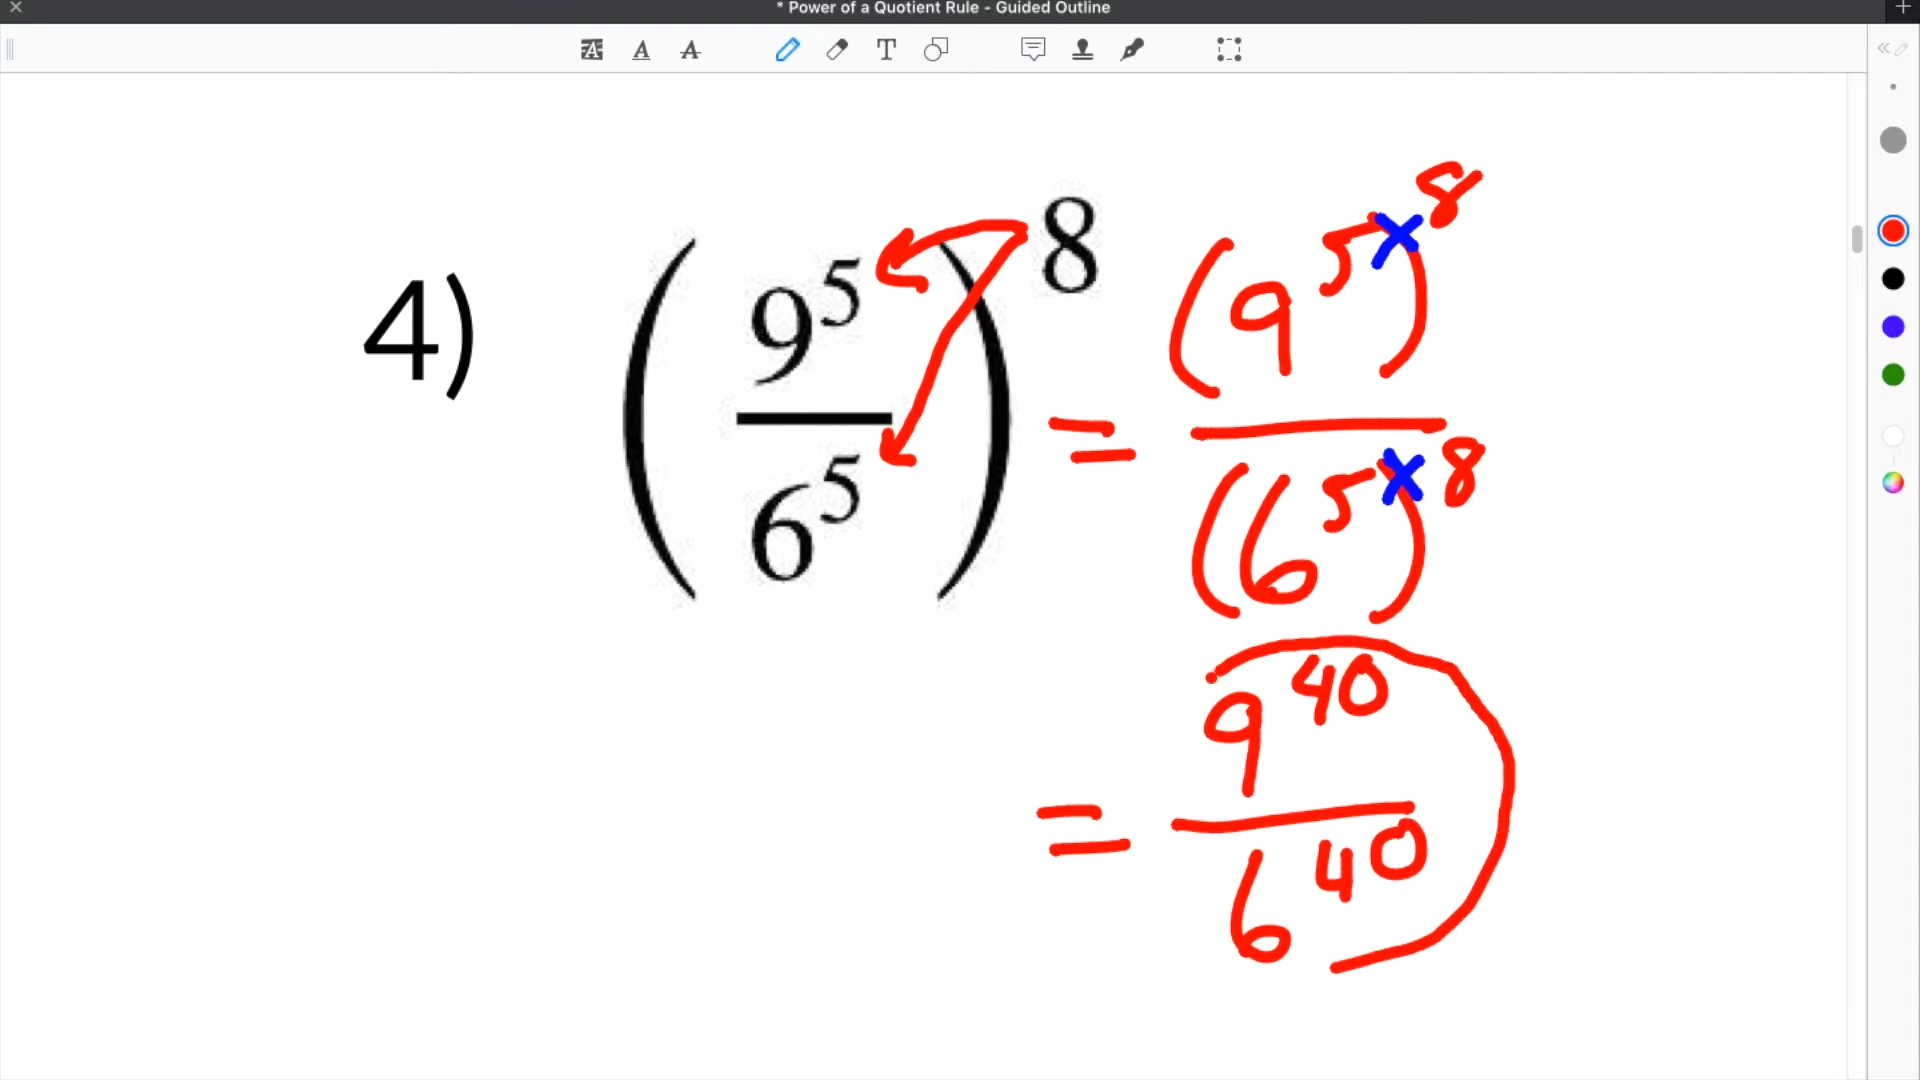 * Power of a Quotient Rule - Guided Outline
A A A T
4) (9^5/6^5)^8 = (9^5)^8/(6^5)^8
= 9^40/6^40